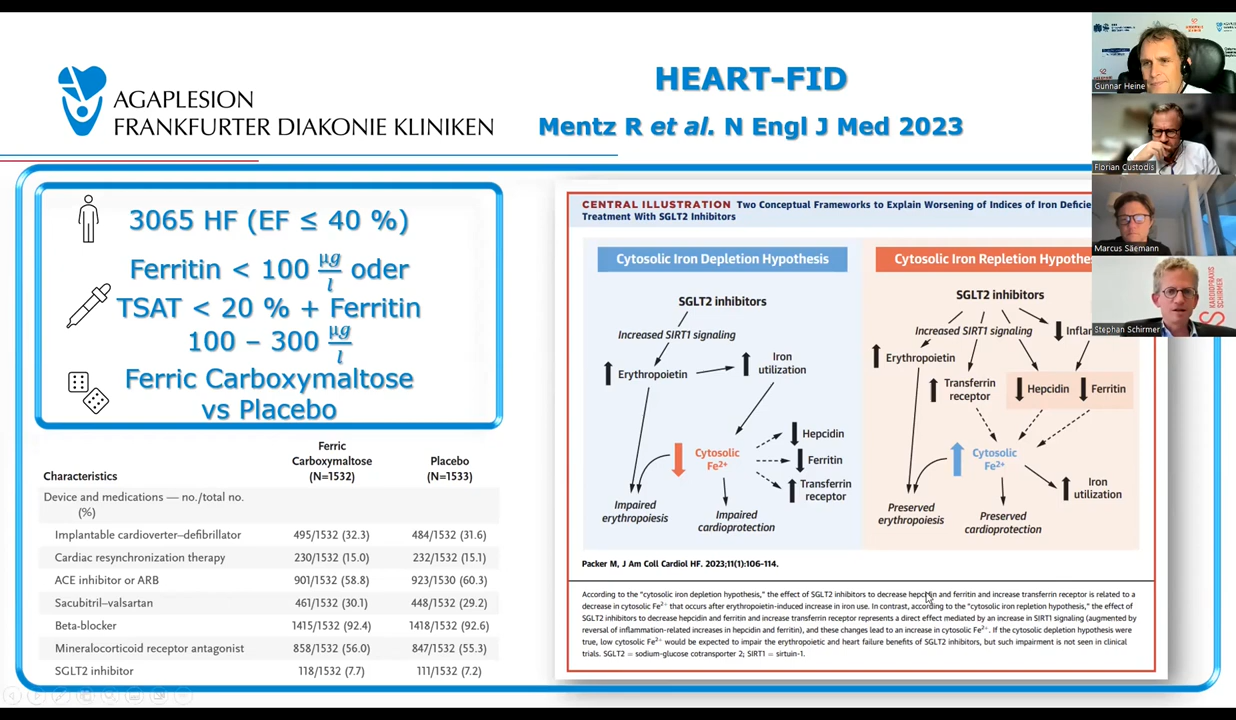 AGAPLESION
FRANKFURTER DIAKONIE KLINIKEN
HEART-FID
Mentz R et al. N Engl J Med 2023
Gunnar Heine
Florian Custodis
Marcus Säemann
KARDIOPRAXIS
SCHIRMER
Stephan Schirmer
3065 HF (EF ≤ 40 %)
Ferritin < 100 µg/l oder
TSAT < 20 % + Ferritin
100 – 300 µg/l
Ferric Carboxymaltose
vs Placebo
Characteristics
Ferric
Carboxymaltose
(N=1532)
Placebo
(N=1533)
Device and medications — no./total no.
(%)
Implantable cardioverter–defibrillator 495/1532 (32.3) 484/1532 (31.6)
Cardiac resynchronization therapy 230/1532 (15.0) 232/1532 (15.1)
ACE inhibitor or ARB 901/1532 (58.8) 923/1530 (60.3)
Sacubitril–valsartan 461/1532 (30.1) 448/1532 (29.2)
Beta-blocker 1415/1532 (92.4) 1418/1532 (92.6)
Mineralocorticoid receptor antagonist 858/1532 (56.0) 847/1532 (55.3)
SGLT2 inhibitor 118/1532 (7.7) 111/1532 (7.2)
CENTRAL ILLUSTRATION Two Conceptual Frameworks to Explain Worsening of Indices of Iron Deficie
Treatment With SGLT2 Inhibitors
Cytosolic Iron Depletion Hypothesis
SGLT2 inhibitors
Increased SIRT1 signaling
Erythropoietin
Iron
utilization
Cytosolic
Fe2+
Hepcidin
Ferritin
Transferrin
receptor
Impaired
erythropoiesis
Impaired
cardioprotection
Cytosolic Iron Repletion Hypothe
SGLT2 inhibitors
Increased SIRT1 signaling
Inflam
Erythropoietin
Transferrin
receptor
Hepcidin
Ferritin
Cytosolic
Fe2+
Iron
utilization
Preserved
erythropoiesis
Preserved
cardioprotection
Packer M, J Am Coll Cardiol HF. 2023;11(1):106-114.
According to the "cytosolic iron depletion hypothesis," the effect of SGLT2 inhibitors to decrease hepcidin and ferritin and increase transferrin receptor is related to a
decrease in cytosolic Fe2+ that occurs after erythropoietin-induced increase in iron use. In contrast, according to the "cytosolic iron repletion hypothesis," the effect of
SGLT2 inhibitors to decrease hepcidin and ferritin and increase transferrin receptor represents a direct effect mediated by an increase in SIRT1 signaling (augmented by
reversal of inflammation-related increases in hepcidin and ferritin), and these changes lead to an increase in cytosolic Fe2+. If the cytosolic depletion hypothesis were
true, low cytosolic Fe2+ would be expected to impair the erythropoietic and heart failure benefits of SGLT2 inhibitors, but such impairment is not seen in clinical
trials. SGLT2 = sodium-glucose cotransporter 2; SIRT1 = sirtuin-1.